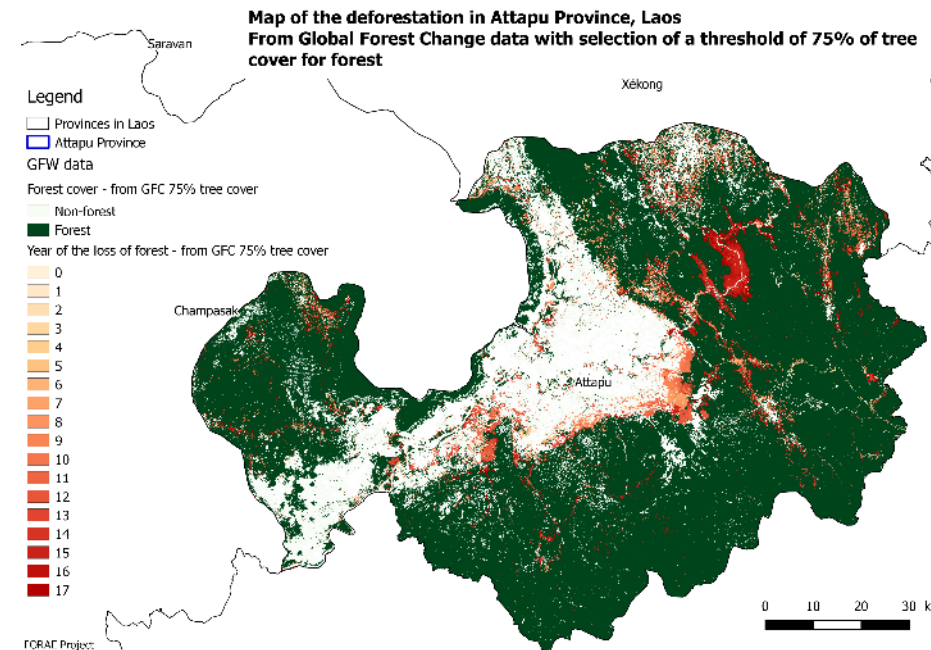 Map of the deforestation in Attapu Province, Laos
From Global Forest Change data with selection of a threshold of 75% of tree
cover for forest
Saravan
Xékong
Legend
Provinces in Laos
Attapu Province
GFW data
Forest cover - from GFC 75% tree cover
Non-forest
Forest
Year of the loss of forest - from GFC 75% tree cover
0
1
2
3
4
5
6
7
8
9
10
11
12
13
14
15
16
17
Champasak
Attapu
0 10 20 30 k
Project